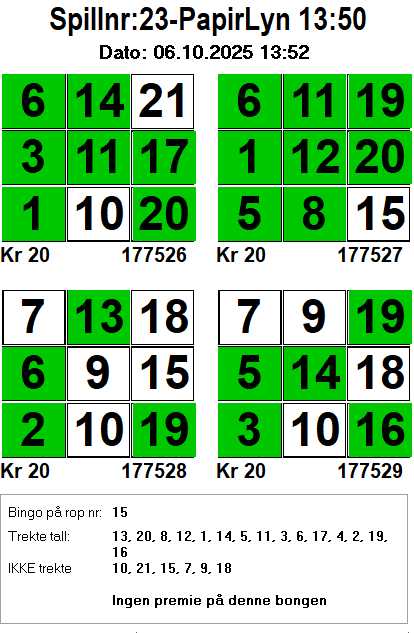 Spillnr:23-PapirLyn 13:50
Dato: 06.10.2025 13:52
6 14 21 6 11 19
3 11 17 1 12 20
1 10 20 5 8 15
Kr 20 177526 Kr 20 177527
7 13 18 7 9 19
6 9 15 5 14 18
2 10 19 3 10 16
Kr 20 177528 Kr 20 177529
Bingo på rop nr: 15
Trekte tall: 13, 20, 8, 12, 1, 14, 5, 11, 3, 6, 17, 4, 2, 19,
16
IKKE trekte 10, 21, 15, 7, 9, 18
Ingen premie på denne bongen